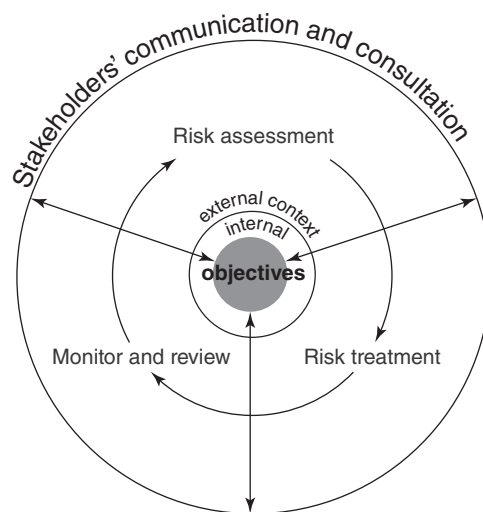 Stakeholders’ communication and consultation
Risk assessment
external context
internal
objectives
Monitor and review
Risk treatment